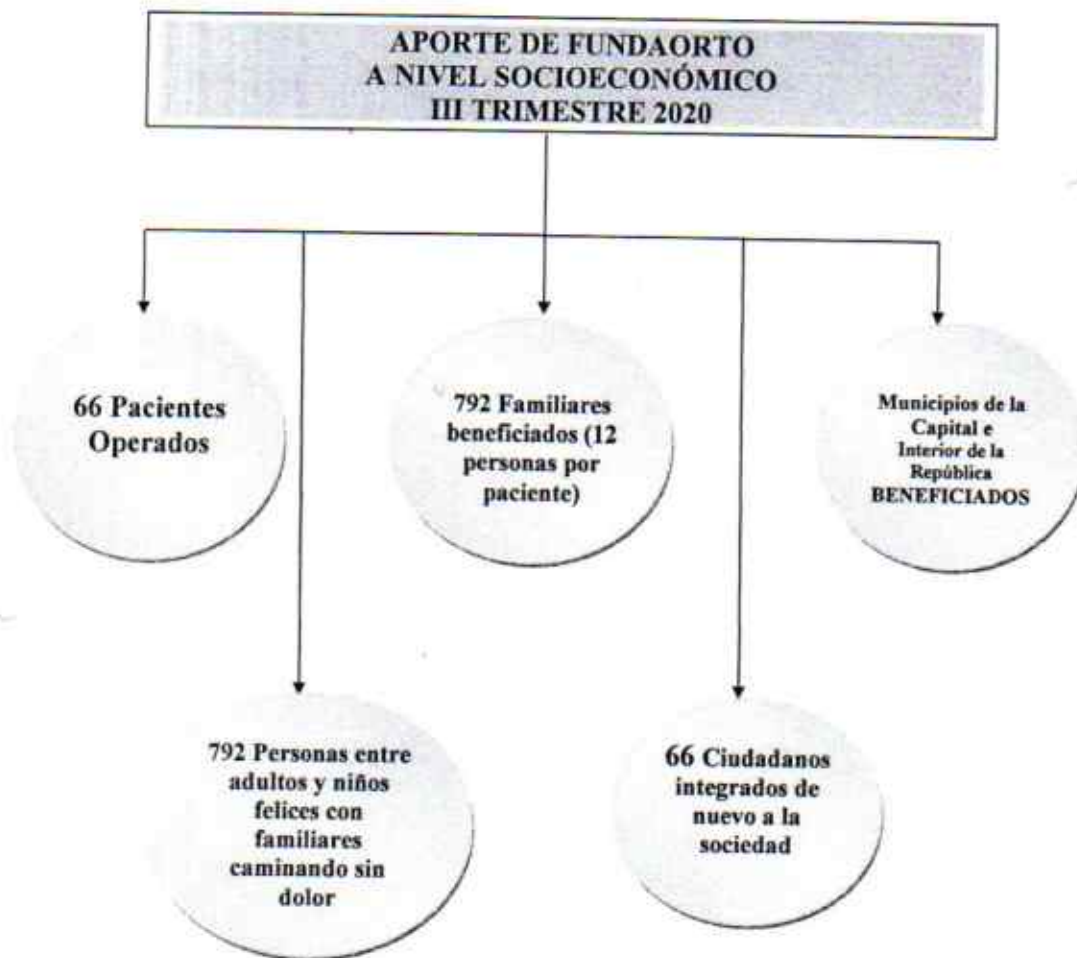 APORTE DE FUNDAORTO
A NIVEL SOCIOECONÓMICO
III TRIMESTRE 2020
66 Pacientes
Operados
792 Familiares
beneficiados (12
personas por
paciente)
Municipios de la
Capital e
Interior de la
República
BENEFICIADOS
792 Personas entre
adultos y niños
felices con
familiares
caminando sin
dolor
66 Ciudadanos
integrados de
nuevo a la
sociedad